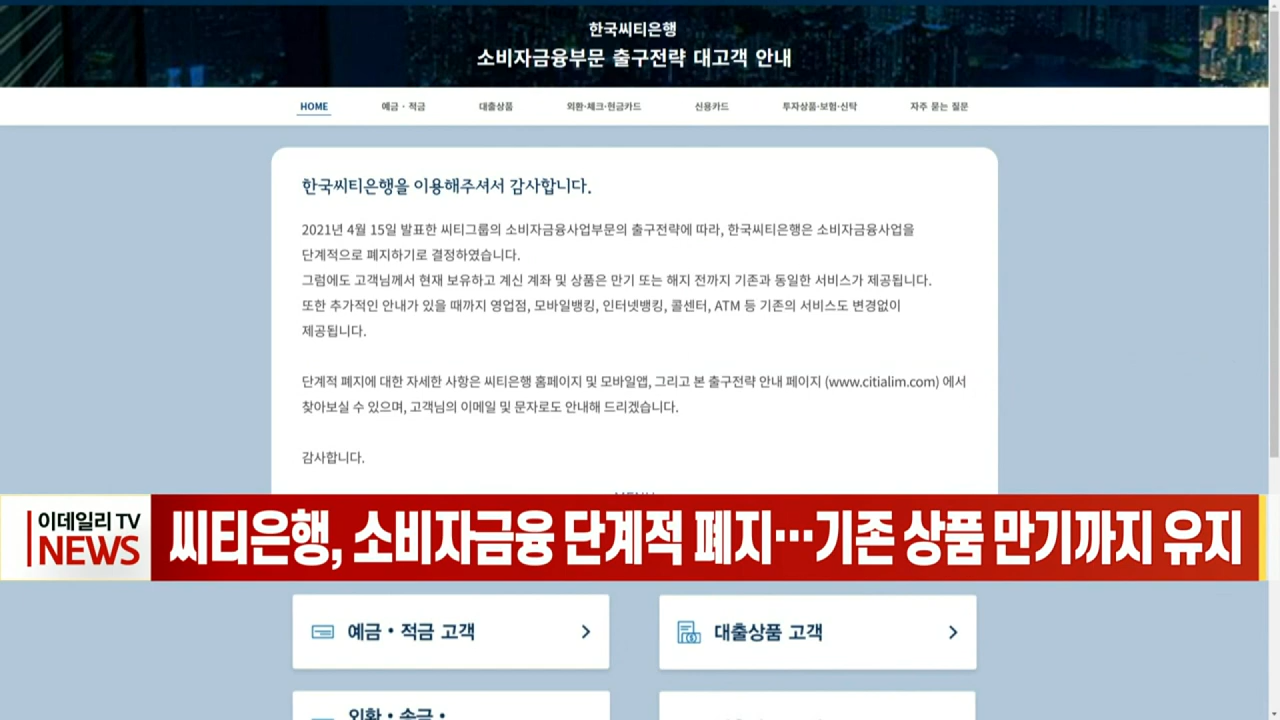 한국씨티은행
소비자금융부문 출구전략 대고객 안내
HOME 예금 · 적금 대출상품 외환·체크·현금카드 신용카드 투자상품·보험·신탁 자주 묻는 질문
한국씨티은행을 이용해주셔서 감사합니다.
2021년 4월 15일 발표한 씨티그룹의 소비자금융사업부문의 출구전략에 따라, 한국씨티은행은 소비자금융사업을
단계적으로 폐지하기로 결정하였습니다.
그럼에도 고객님께서 현재 보유하고 계신 계좌 및 상품은 만기 또는 해지 전까지 기존과 동일한 서비스가 제공됩니다.
또한 추가적인 안내가 있을 때까지 영업점, 모바일뱅킹, 인터넷뱅킹, 콜센터, ATM 등 기존의 서비스도 변경없이
제공됩니다.
단계적 폐지에 대한 자세한 사항은 씨티은행 홈페이지 및 모바일앱, 그리고 본 출구전략 안내 페이지 (www.citialim.com) 에서
찾아보실 수 있으며, 고객님의 이메일 및 문자로도 안내해 드리겠습니다.
감사합니다.
이데일리 TV
NEWS
씨티은행, 소비자금융 단계적 폐지…기존 상품 만기까지 유지
예금 · 적금 고객
대출상품 고객
외환 · 송금 ·